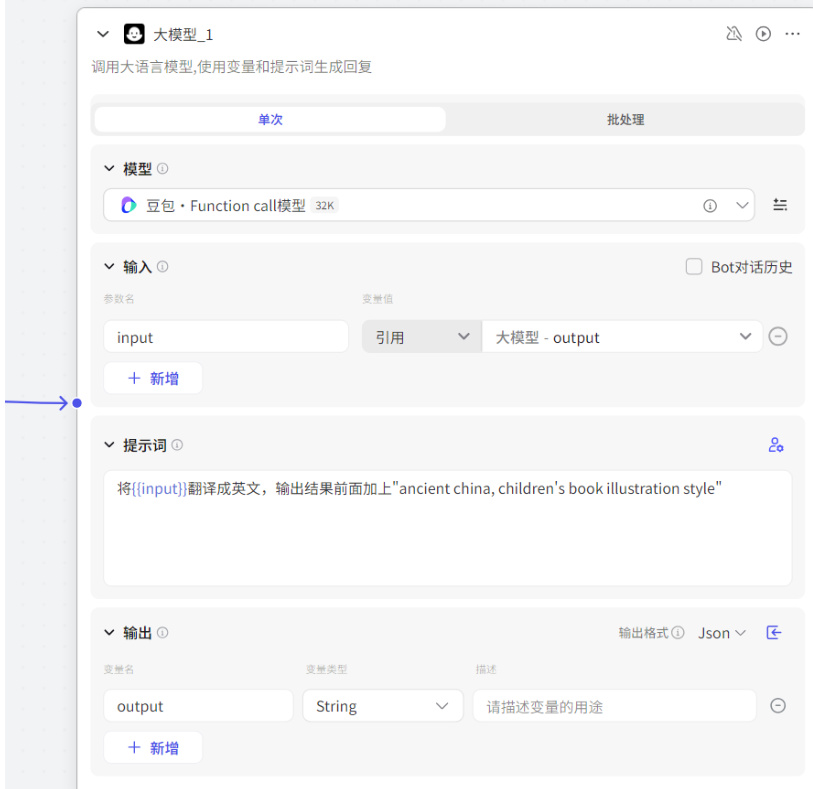 大模型_1
调用大语言模型,使用变量和提示词生成回复
单次 批处理
模型
豆包·Function call模型 32K
输入 Bot对话历史
参数名 变量值
input 引用 大模型 - output
+ 新增
提示词
将{{input}}翻译成英文，输出结果前面加上"ancient china, children's book illustration style"
输出 输出格式 Json
变量名 变量类型 描述
output String 请描述变量的用途
+ 新增